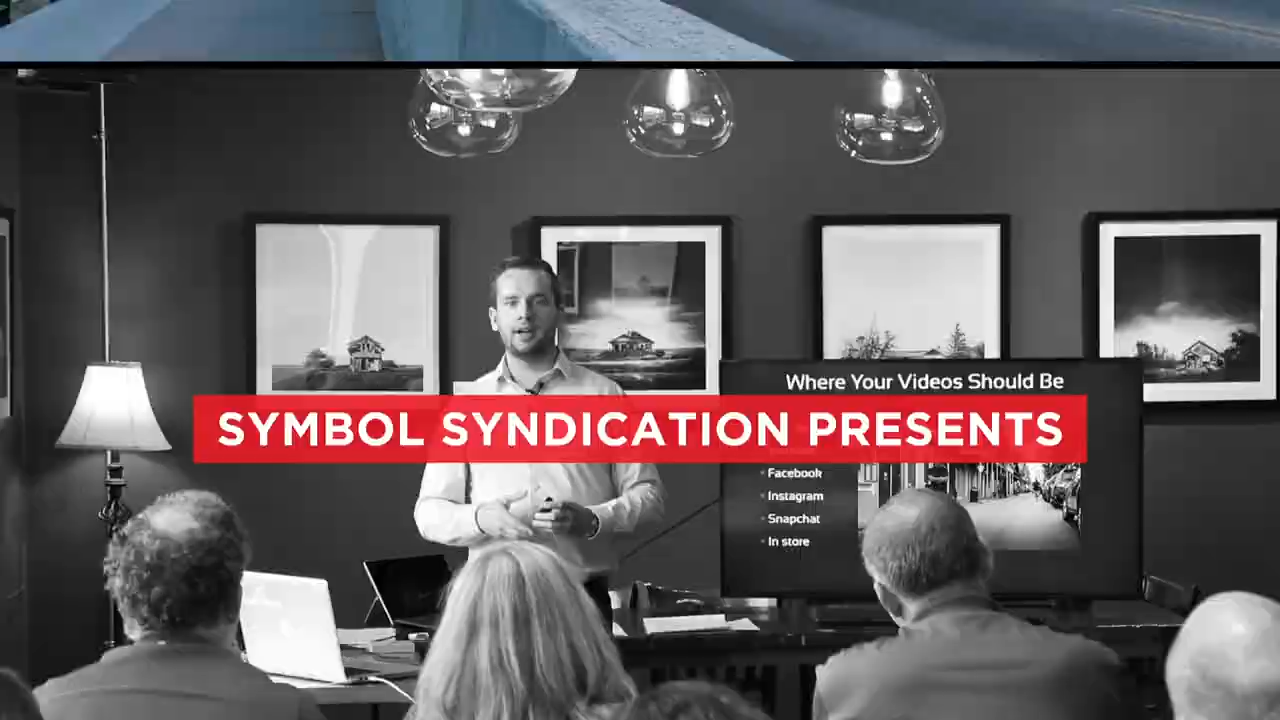 Where Your Videos Should Be
SYMBOL SYNDICATION PRESENTS
Facebook
Instagram
Snapchat
In store